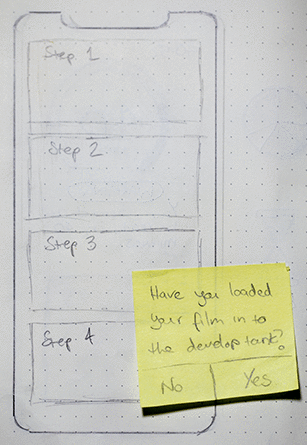 Step 1
Step 2
Step 3
Step 4
Have you loaded
your film in to
the develop tank?
No Yes